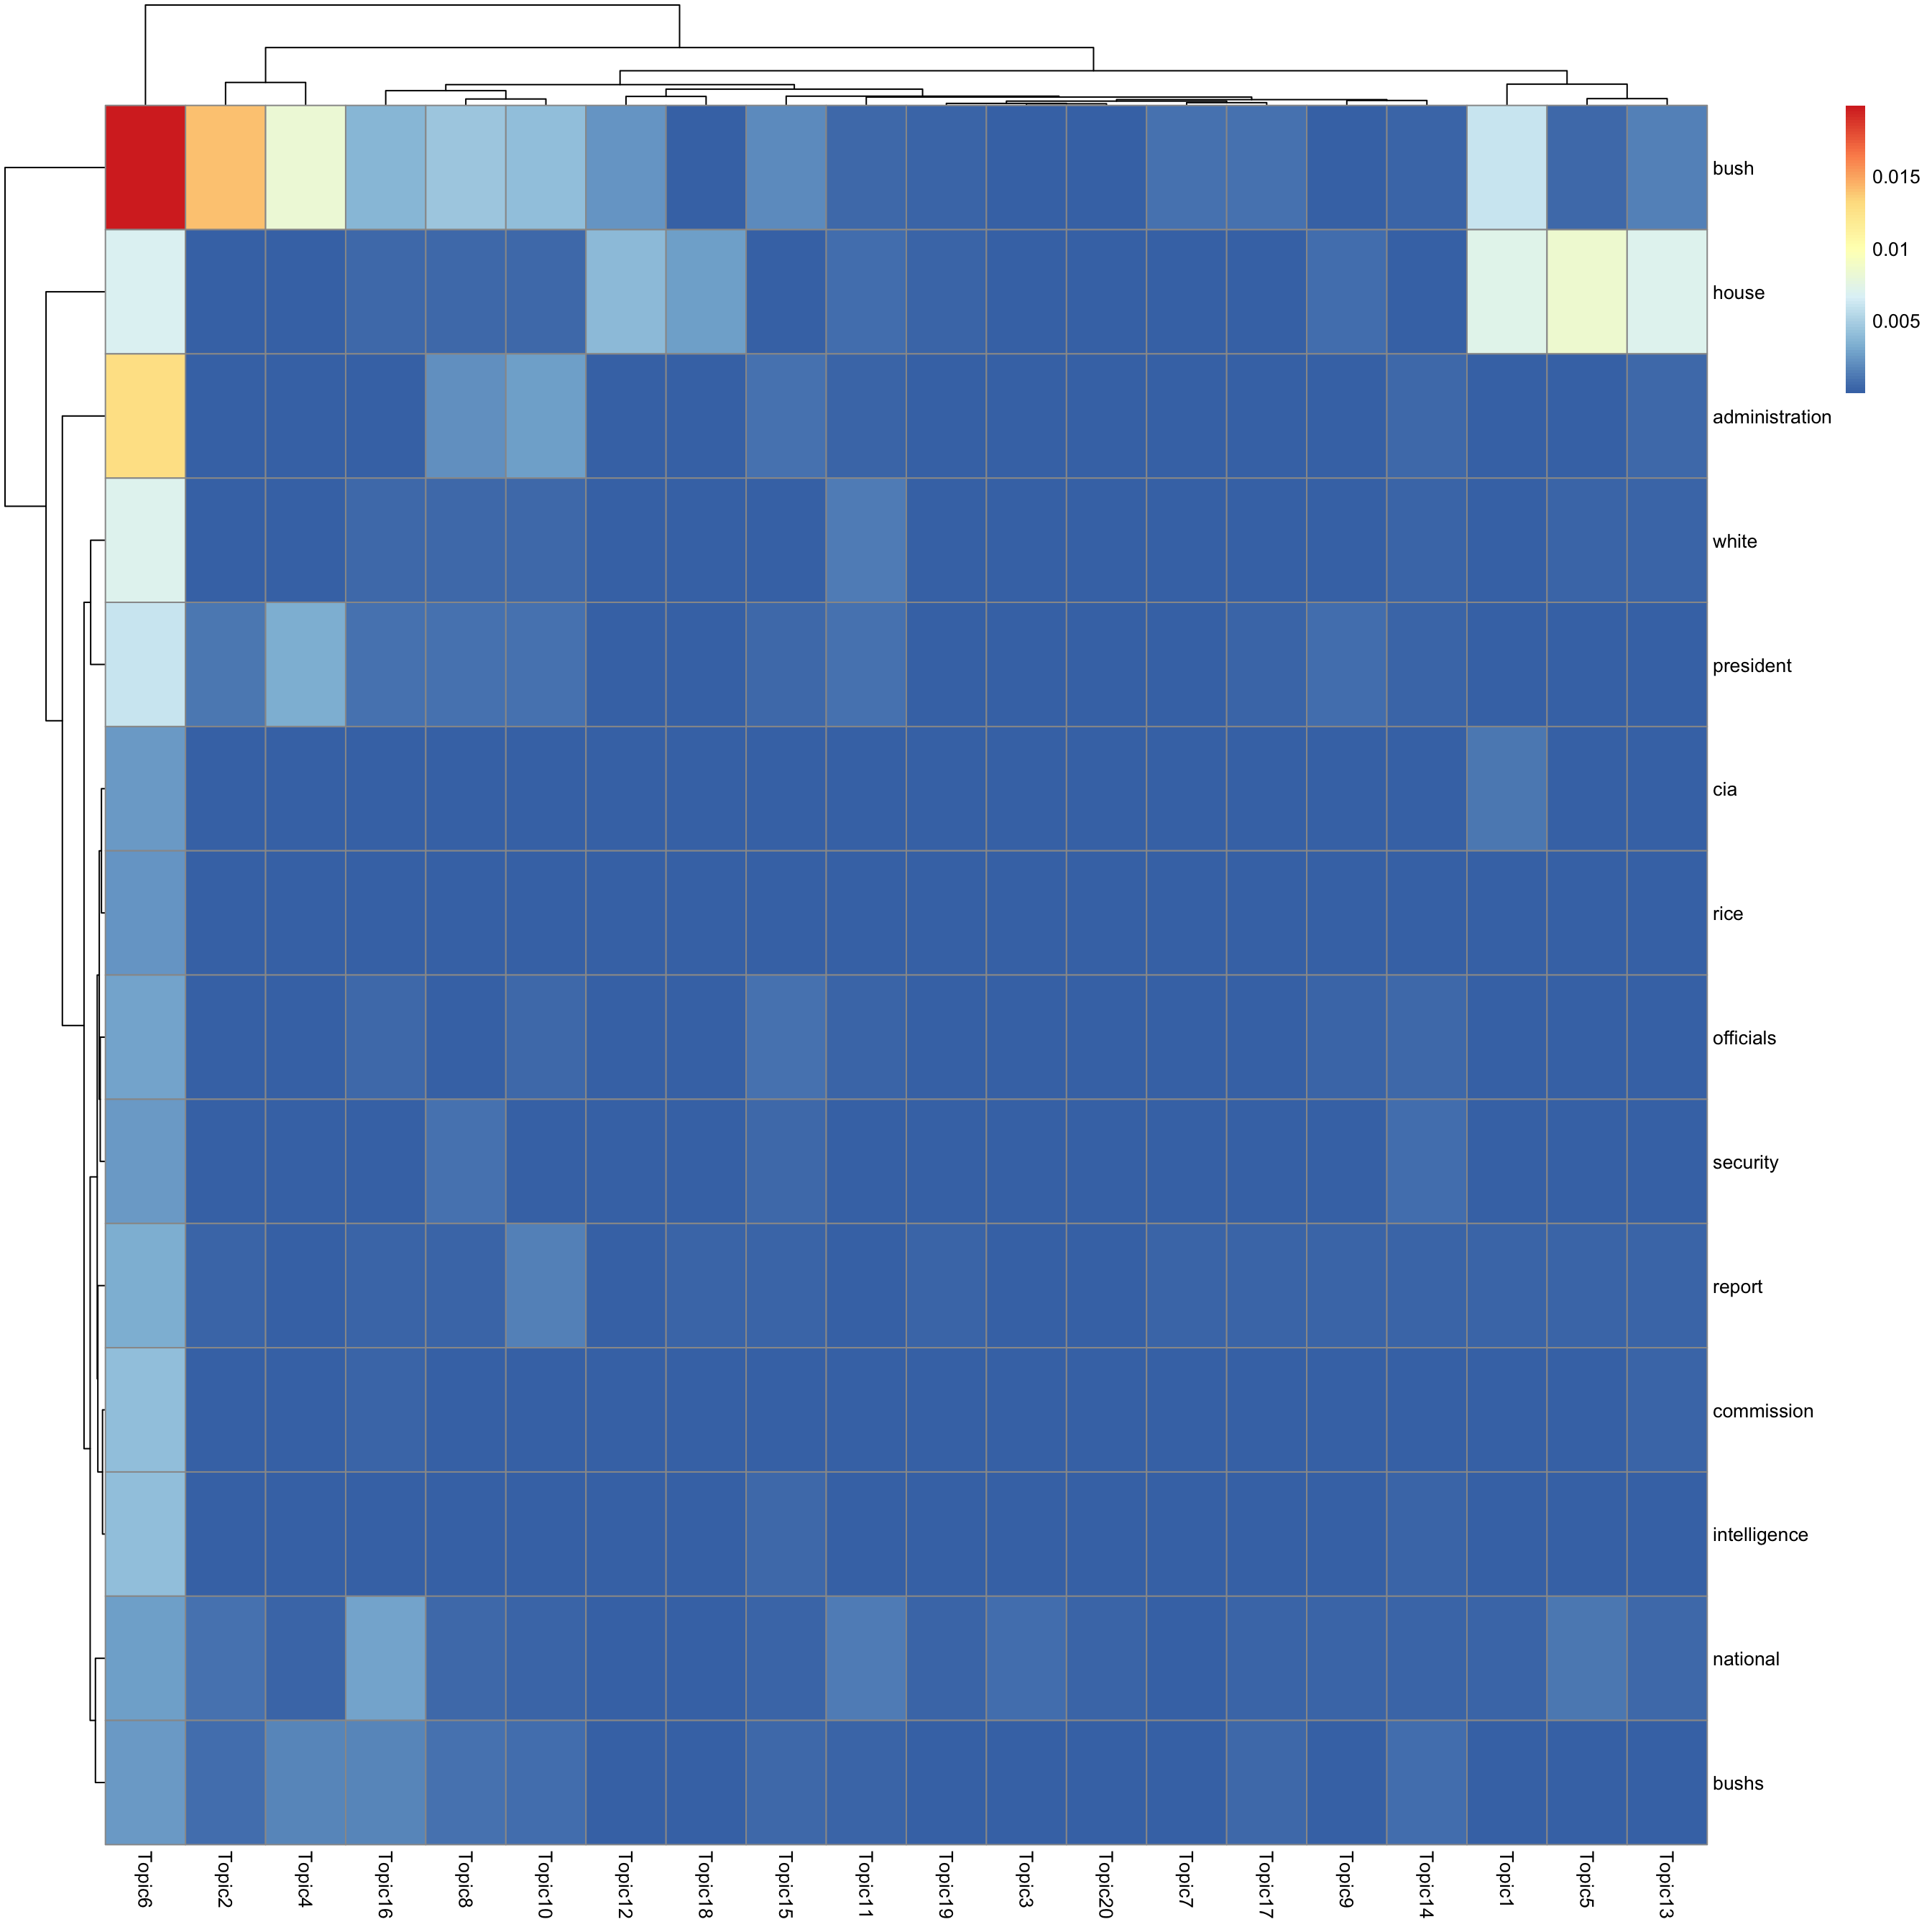 0.015
0.01
0.005
bush
house
administration
white
president
cia
rice
officials
security
report
commission
intelligence
national
bushs
Topic6
Topic2
Topic4
Topic16
Topic8
Topic10
Topic12
Topic18
Topic15
Topic11
Topic19
Topic3
Topic20
Topic7
Topic17
Topic9
Topic14
Topic1
Topic5
Topic13